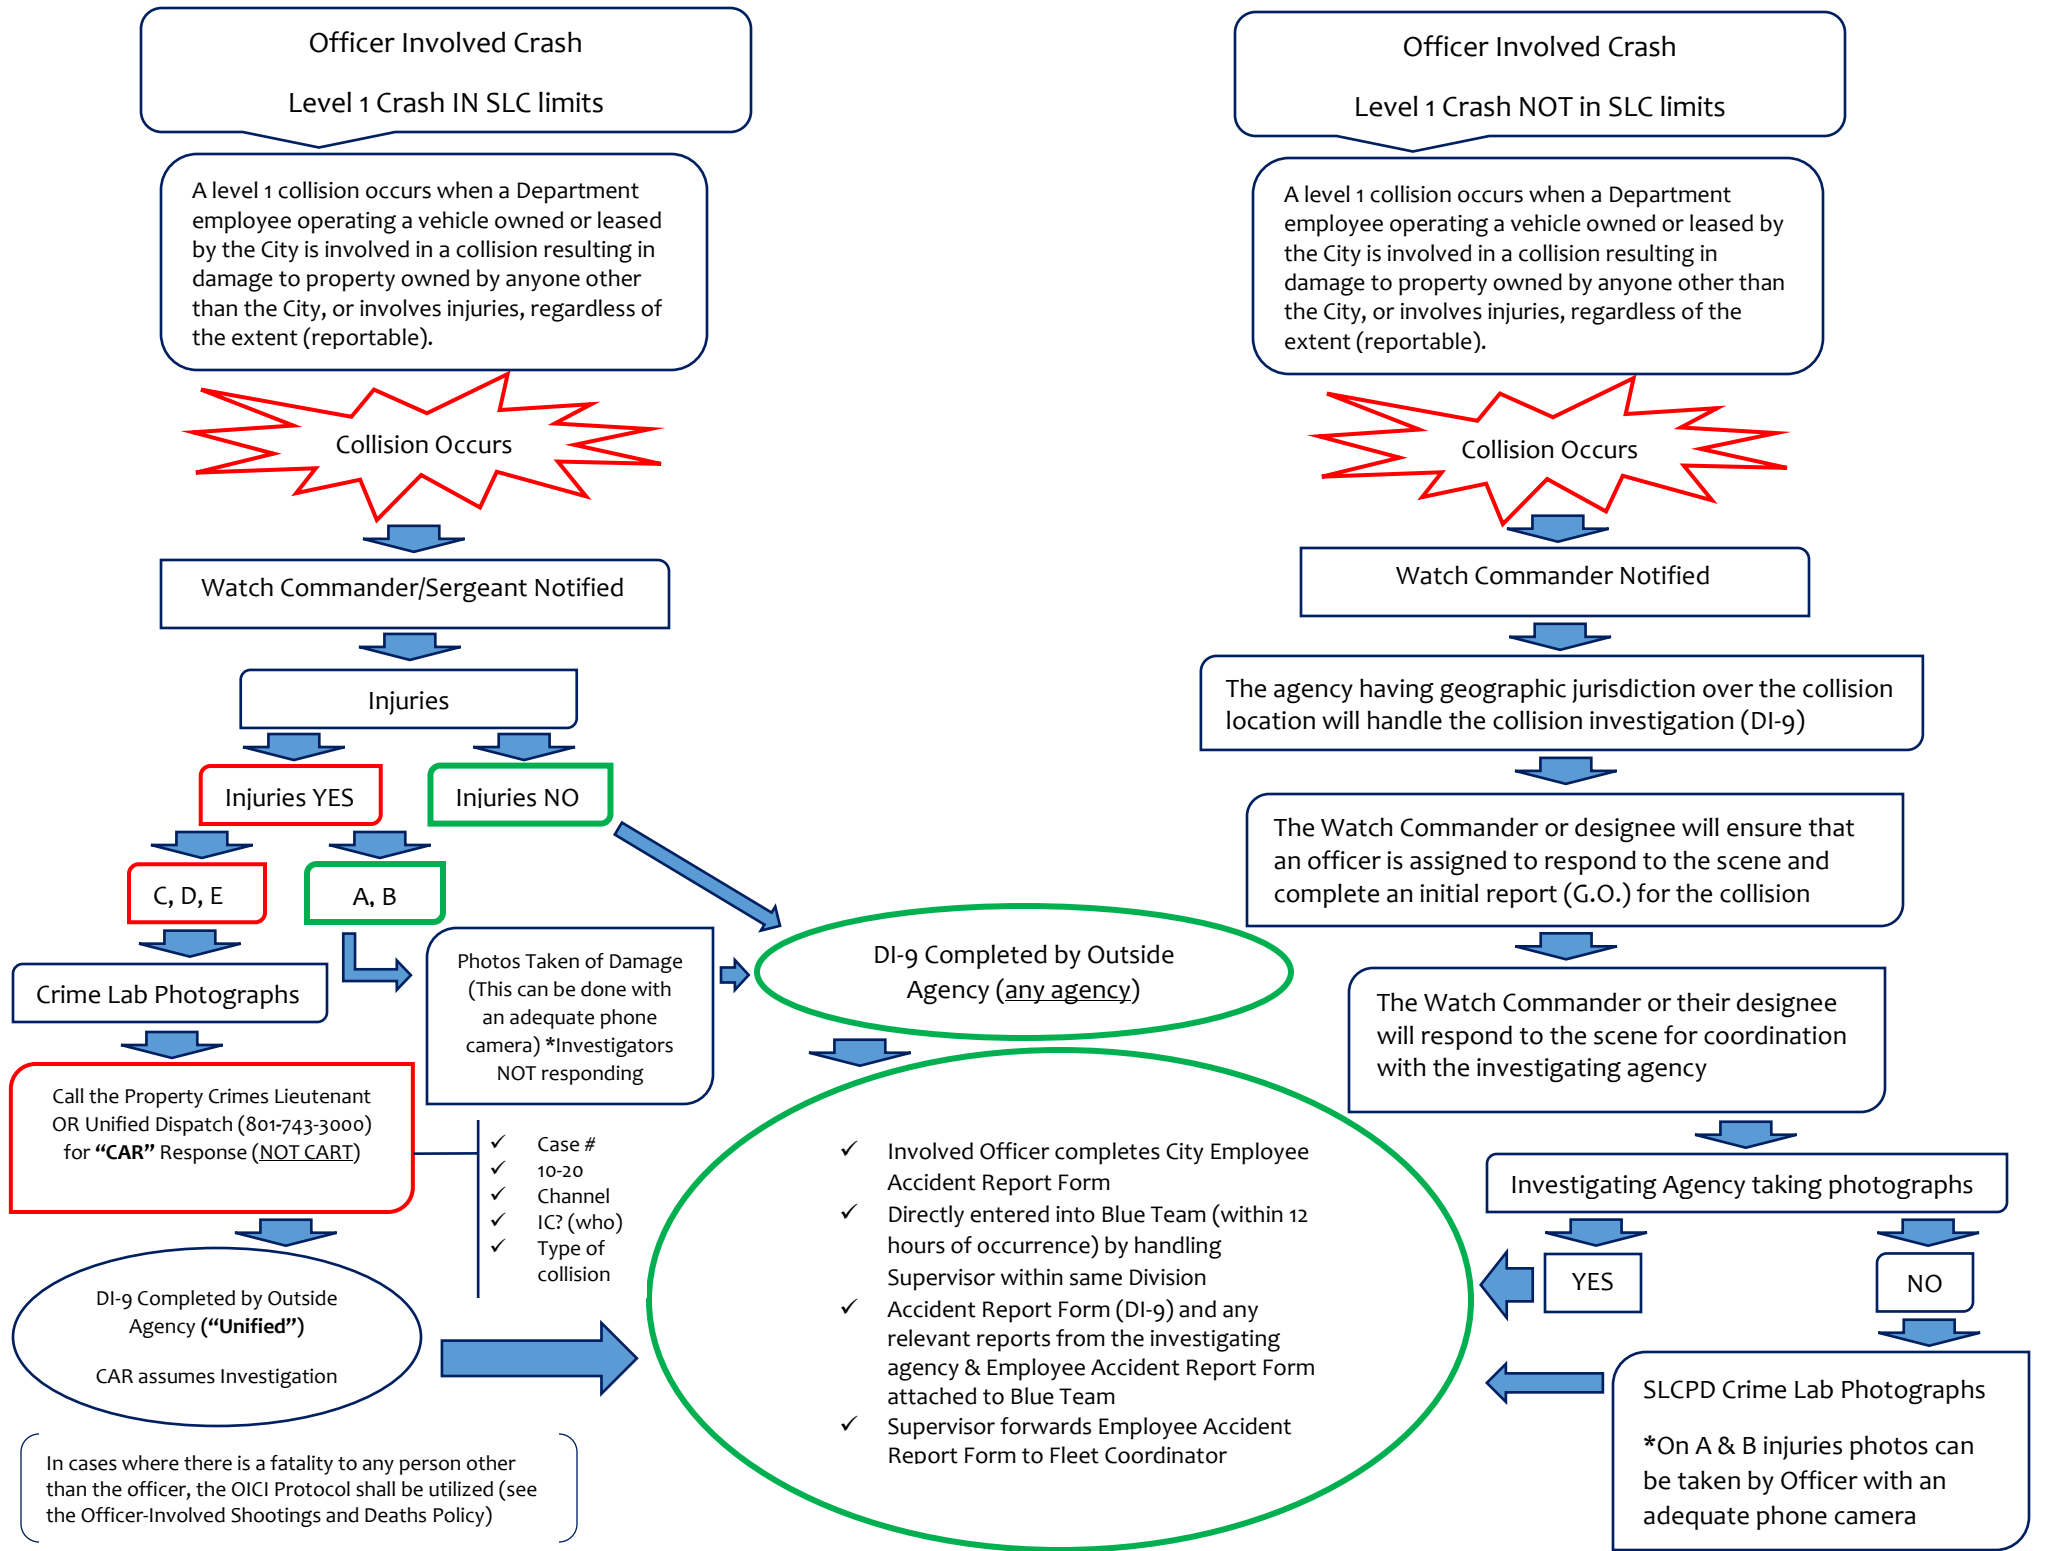 Officer Involved Crash
Level 1 Crash IN SLC limits
A level 1 collision occurs when a Department
employee operating a vehicle owned or leased
by the City is involved in a collision resulting in
damage to property owned by anyone other
than the City, or involves injuries, regardless of
the extent (reportable).
Collision Occurs
Watch Commander/Sergeant Notified
Injuries
Injuries YES
Injuries NO
C, D, E
A, B
Crime Lab Photographs
Photos Taken of Damage
(This can be done with
an adequate phone
camera) *Investigators
NOT responding
Call the Property Crimes Lieutenant
OR Unified Dispatch (801-743-3000)
for “CAR” Response (NOT CART)
✓ Case #
✓ 10-20
✓ Channel
✓ IC? (who)
✓ Type of
collision
DI-9 Completed by Outside
Agency (“Unified”)
CAR assumes Investigation
In cases where there is a fatality to any person other
than the officer, the OICI Protocol shall be utilized (see
the Officer-Involved Shootings and Deaths Policy)
DI-9 Completed by Outside
Agency (any agency)
✓ Involved Officer completes City Employee
Accident Report Form
✓ Directly entered into Blue Team (within 12
hours of occurrence) by handling
Supervisor within same Division
✓ Accident Report Form (DI-9) and any
relevant reports from the investigating
agency & Employee Accident Report Form
attached to Blue Team
✓ Supervisor forwards Employee Accident
Report Form to Fleet Coordinator
Officer Involved Crash
Level 1 Crash NOT in SLC limits
A level 1 collision occurs when a Department
employee operating a vehicle owned or leased by
the City is involved in a collision resulting in
damage to property owned by anyone other than
the City, or involves injuries, regardless of the
extent (reportable).
Collision Occurs
Watch Commander Notified
The agency having geographic jurisdiction over the collision
location will handle the collision investigation (DI-9)
The Watch Commander or designee will ensure that
an officer is assigned to respond to the scene and
complete an initial report (G.O.) for the collision
The Watch Commander or their designee
will respond to the scene for coordination
with the investigating agency
Investigating Agency taking photographs
YES
NO
SLCPD Crime Lab Photographs
*On A & B injuries photos can
be taken by Officer with an
adequate phone camera